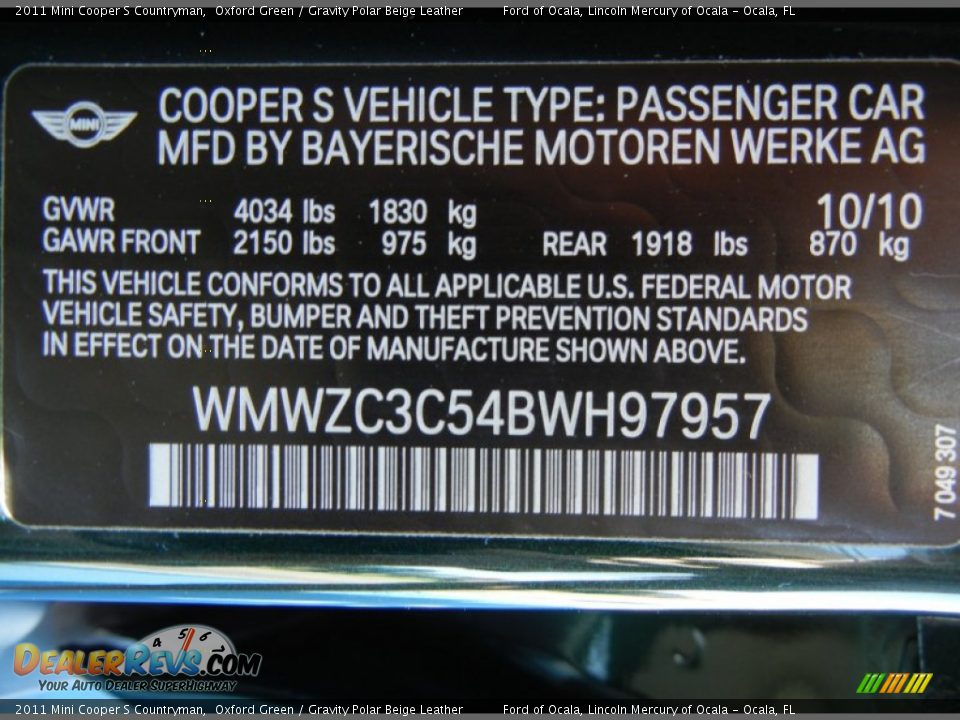 2011 Mini Cooper S Countryman, Oxford Green / Gravity Polar Beige Leather Ford of Ocala, Lincoln Mercury of Ocala - Ocala, FL
MINI
COOPER S VEHICLE TYPE: PASSENGER CAR
MFD BY BAYERISCHE MOTOREN WERKE AG
GVWR 4034 lbs 1830 kg 10/10
GAWR FRONT 2150 lbs 975 kg REAR 1918 lbs 870 kg
THIS VEHICLE CONFORMS TO ALL APPLICABLE U.S. FEDERAL MOTOR
VEHICLE SAFETY, BUMPER AND THEFT PREVENTION STANDARDS
IN EFFECT ON THE DATE OF MANUFACTURE SHOWN ABOVE.
WMWZC3C54BWH97957
7 049 307
4 5 6
DEALERREVS.COM
YOUR AUTO DEALER SUPERHIGHWAY
2011 Mini Cooper S Countryman, Oxford Green / Gravity Polar Beige Leather Ford of Ocala, Lincoln Mercury of Ocala - Ocala, FL